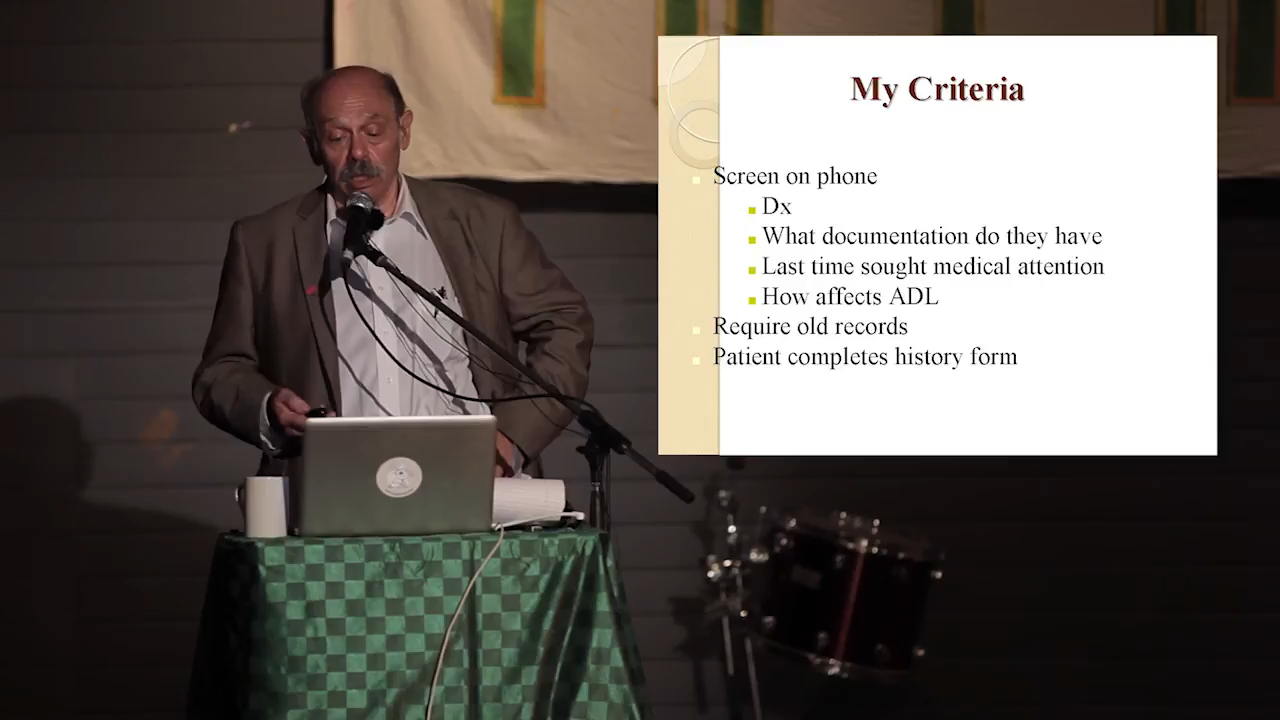 My Criteria
Screen on phone
Dx
What documentation do they have
Last time sought medical attention
How affects ADL
Require old records
Patient completes history form